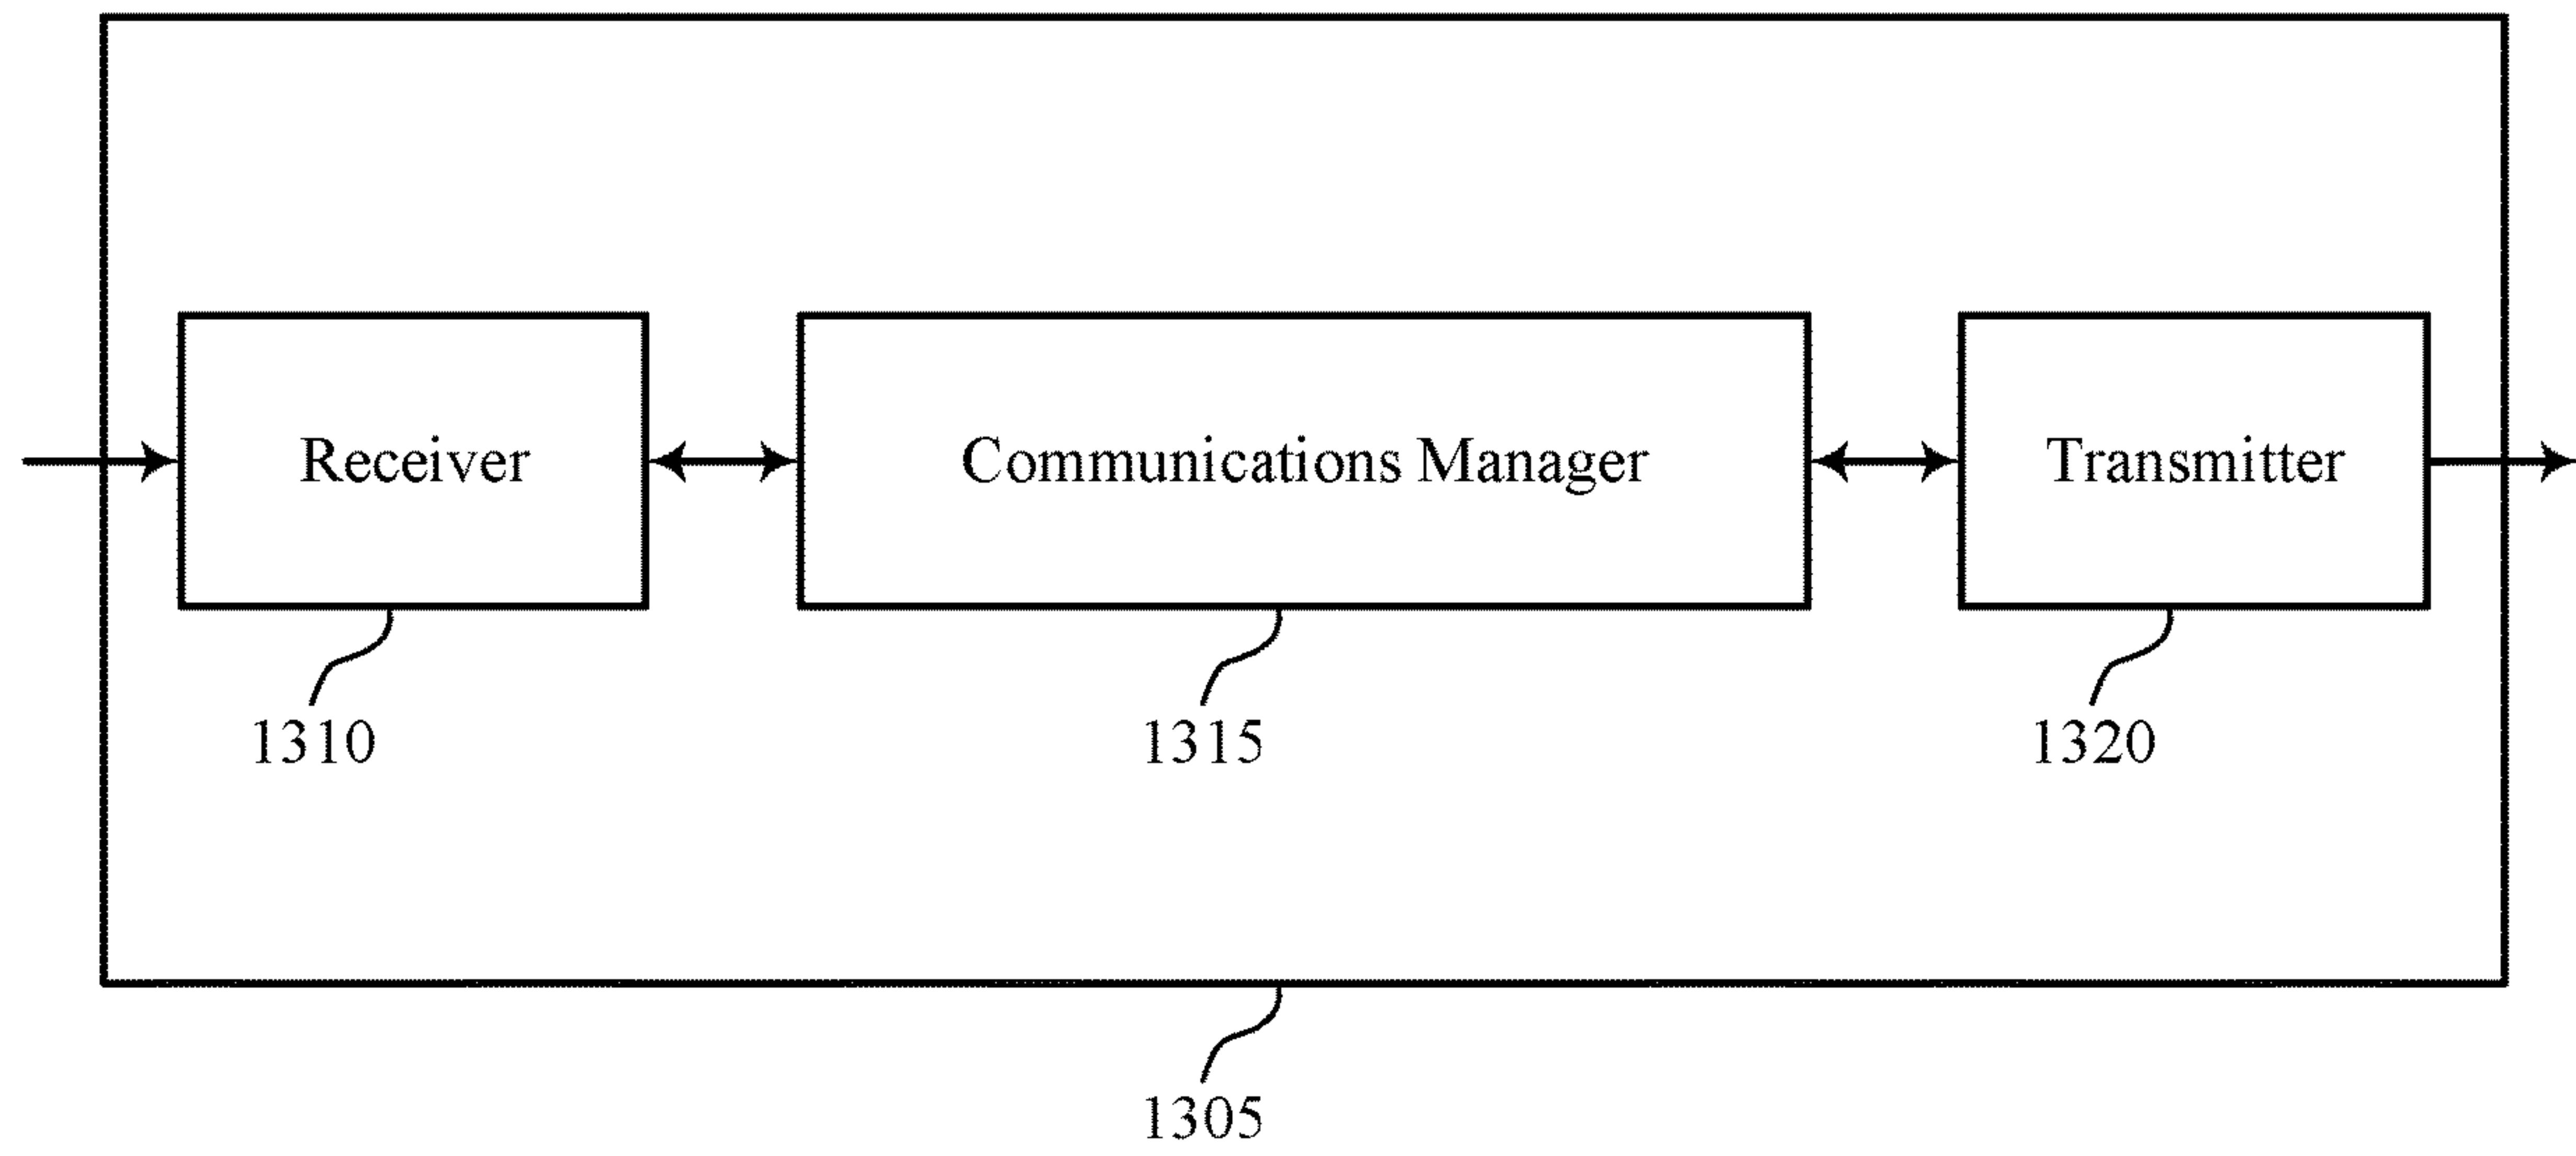 Receiver
Communications Manager
Transmitter
1310
1315
1320
1305